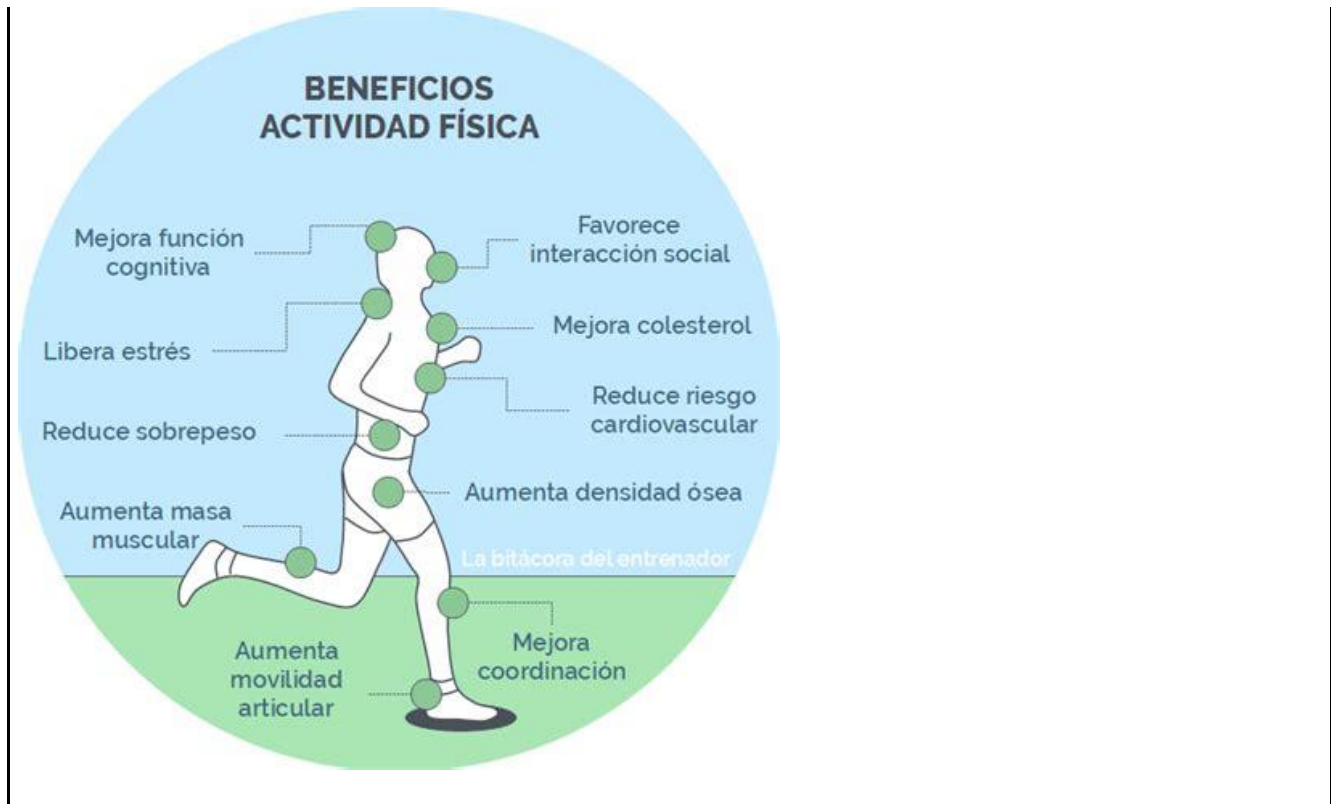 BENEFICIOS
ACTIVIDAD FÍSICA
Mejora función
cognitiva
Favorece
interacción social
Libera estrés
Mejora colesterol
Reduce riesgo
cardiovascular
Reduce sobrepeso
Aumenta densidad ósea
Aumenta masa
muscular
La bitácora del entrenador
Mejora
coordinación
Aumenta
movilidad
articular